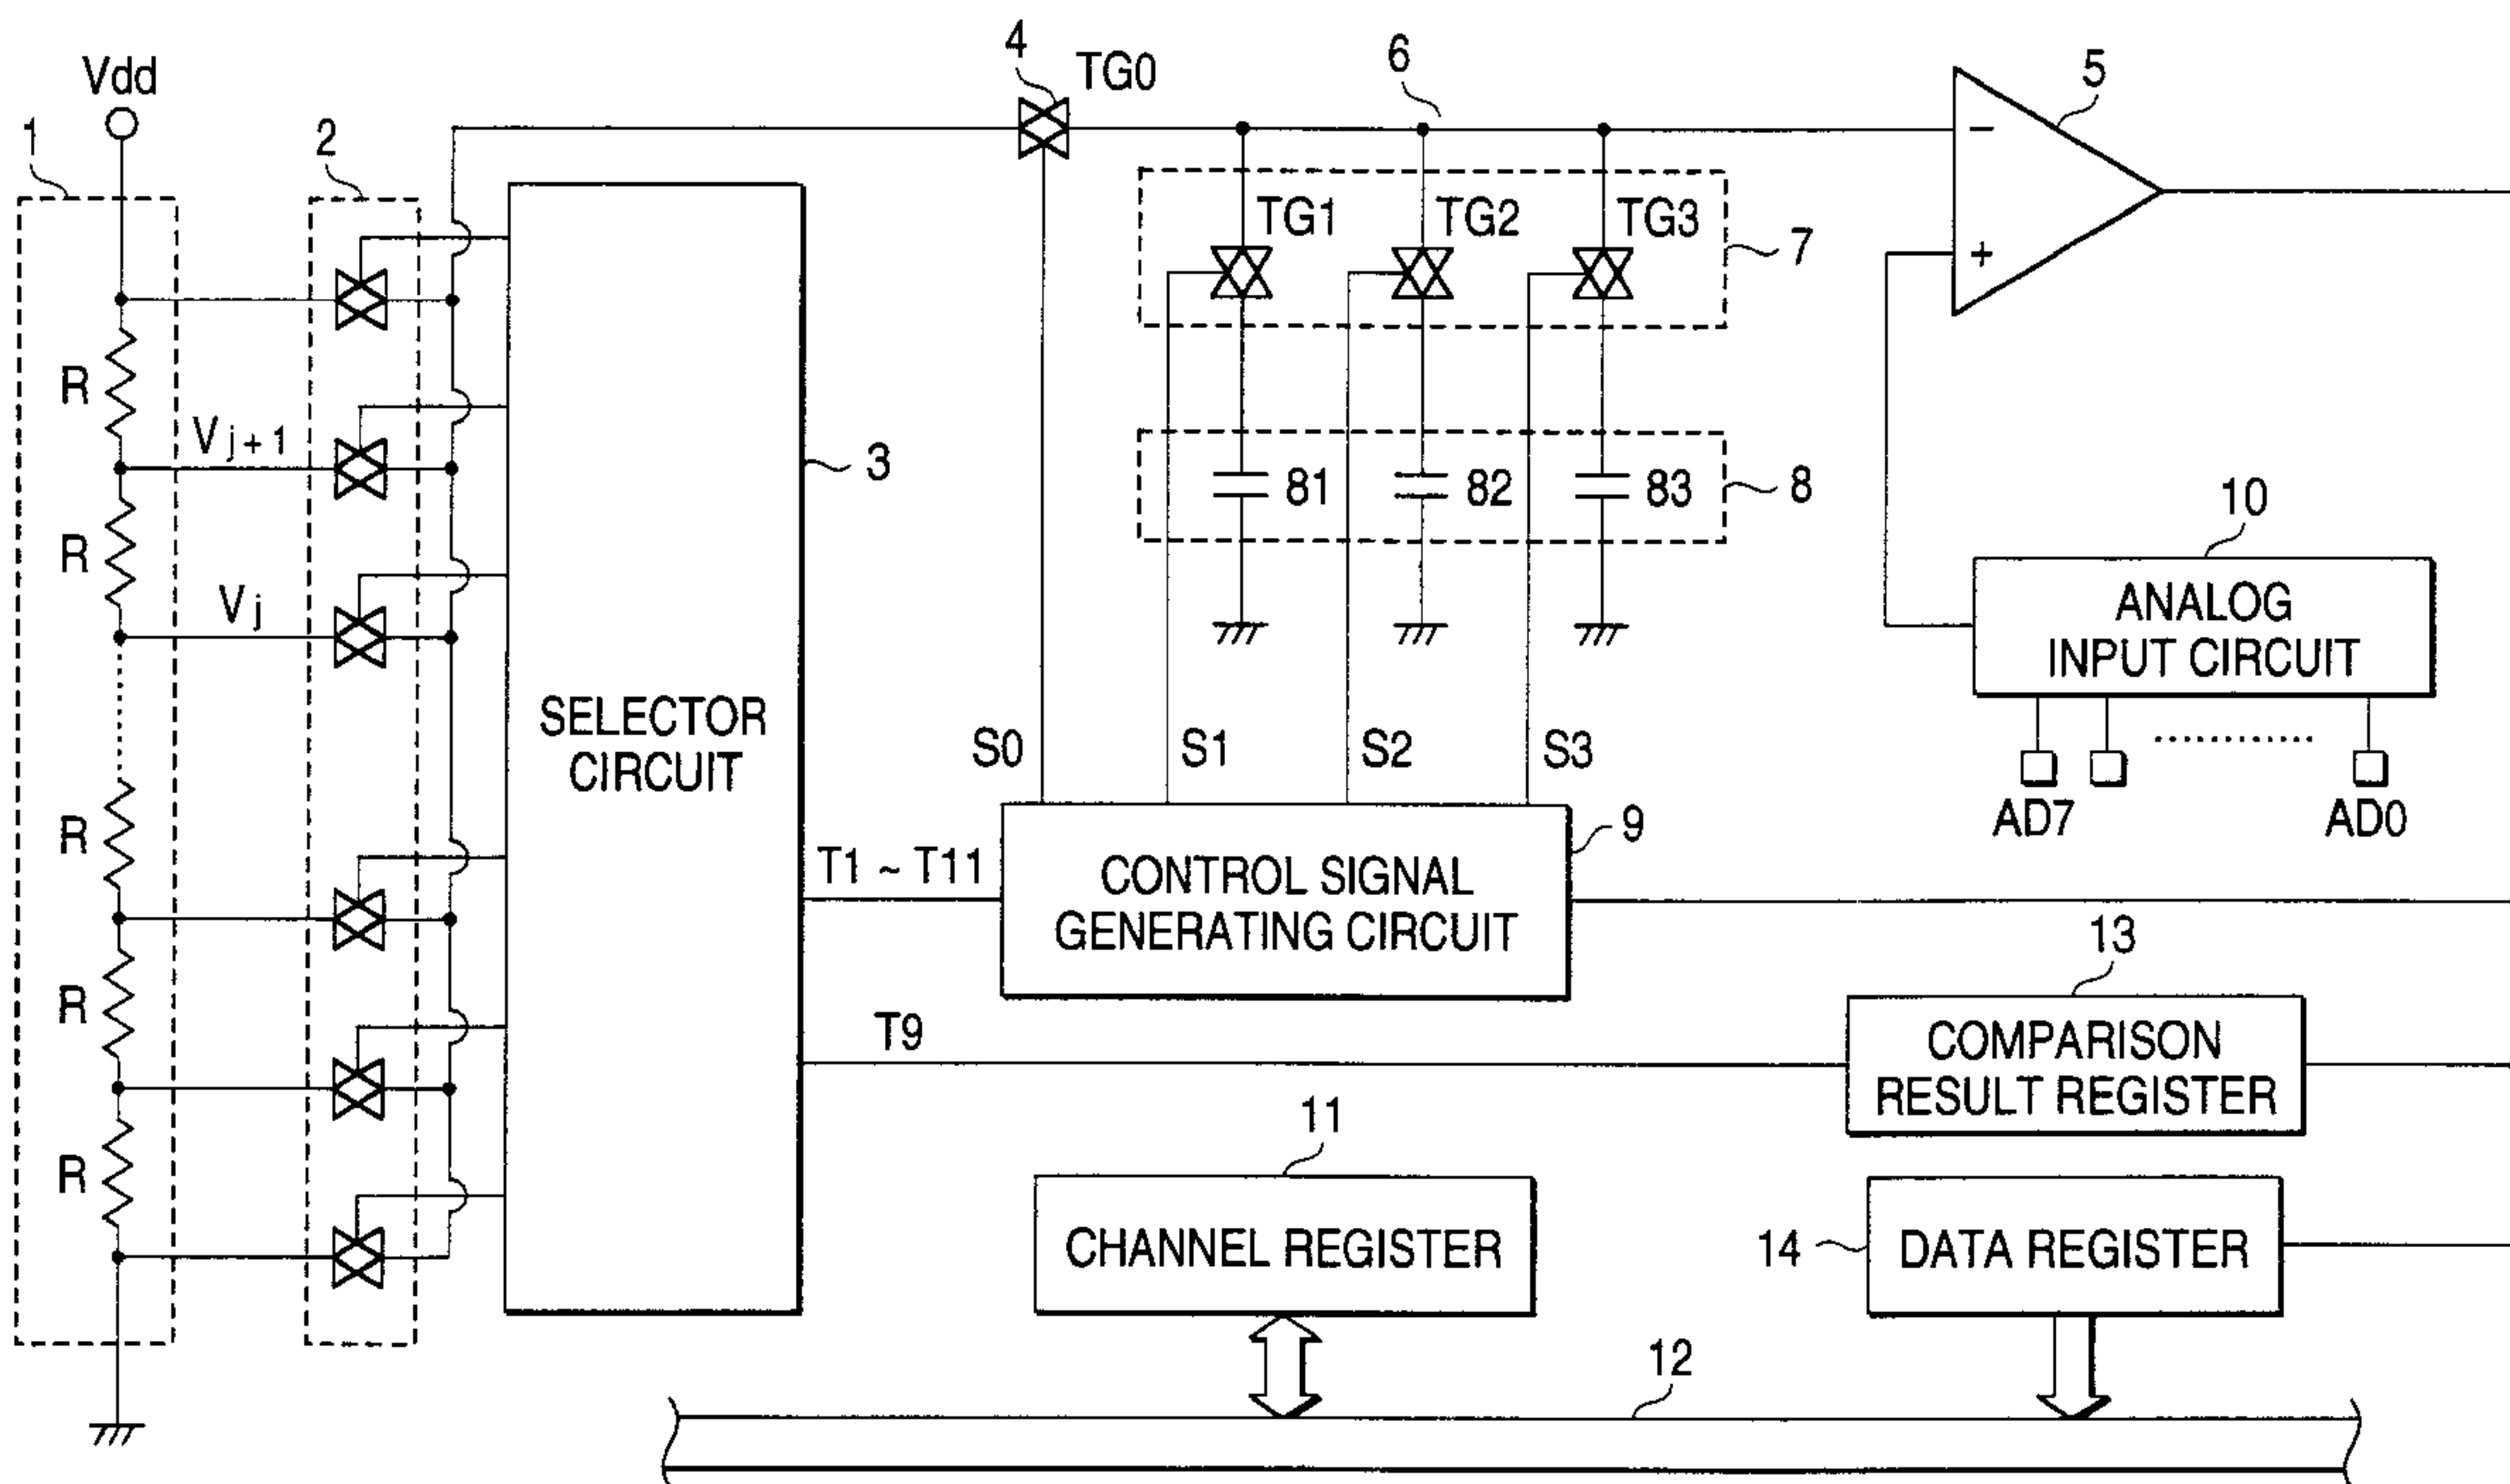 4
TG0
6
5
Vdd
1
2
−
TG1
TG2
TG3
7
+
R
Vj+1
3
81
82
83
8
10
R
Vj
ANALOG
INPUT CIRCUIT
SELECTOR
CIRCUIT
S0
S1
S2
S3
AD7
AD0
R
9
T1 ~ T11
CONTROL SIGNAL
GENERATING CIRCUIT
13
R
T9
COMPARISON
RESULT REGISTER
11
R
CHANNEL REGISTER
14
DATA REGISTER
12